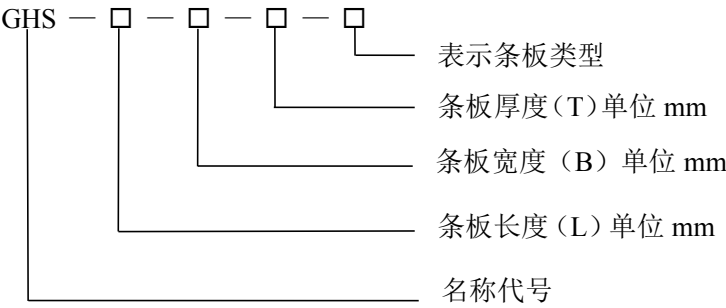 GHS — □ — □ — □ — □
表示条板类型
条板厚度（T）单位 mm
条板宽度（B）单位 mm
条板长度（L）单位 mm
名称代号